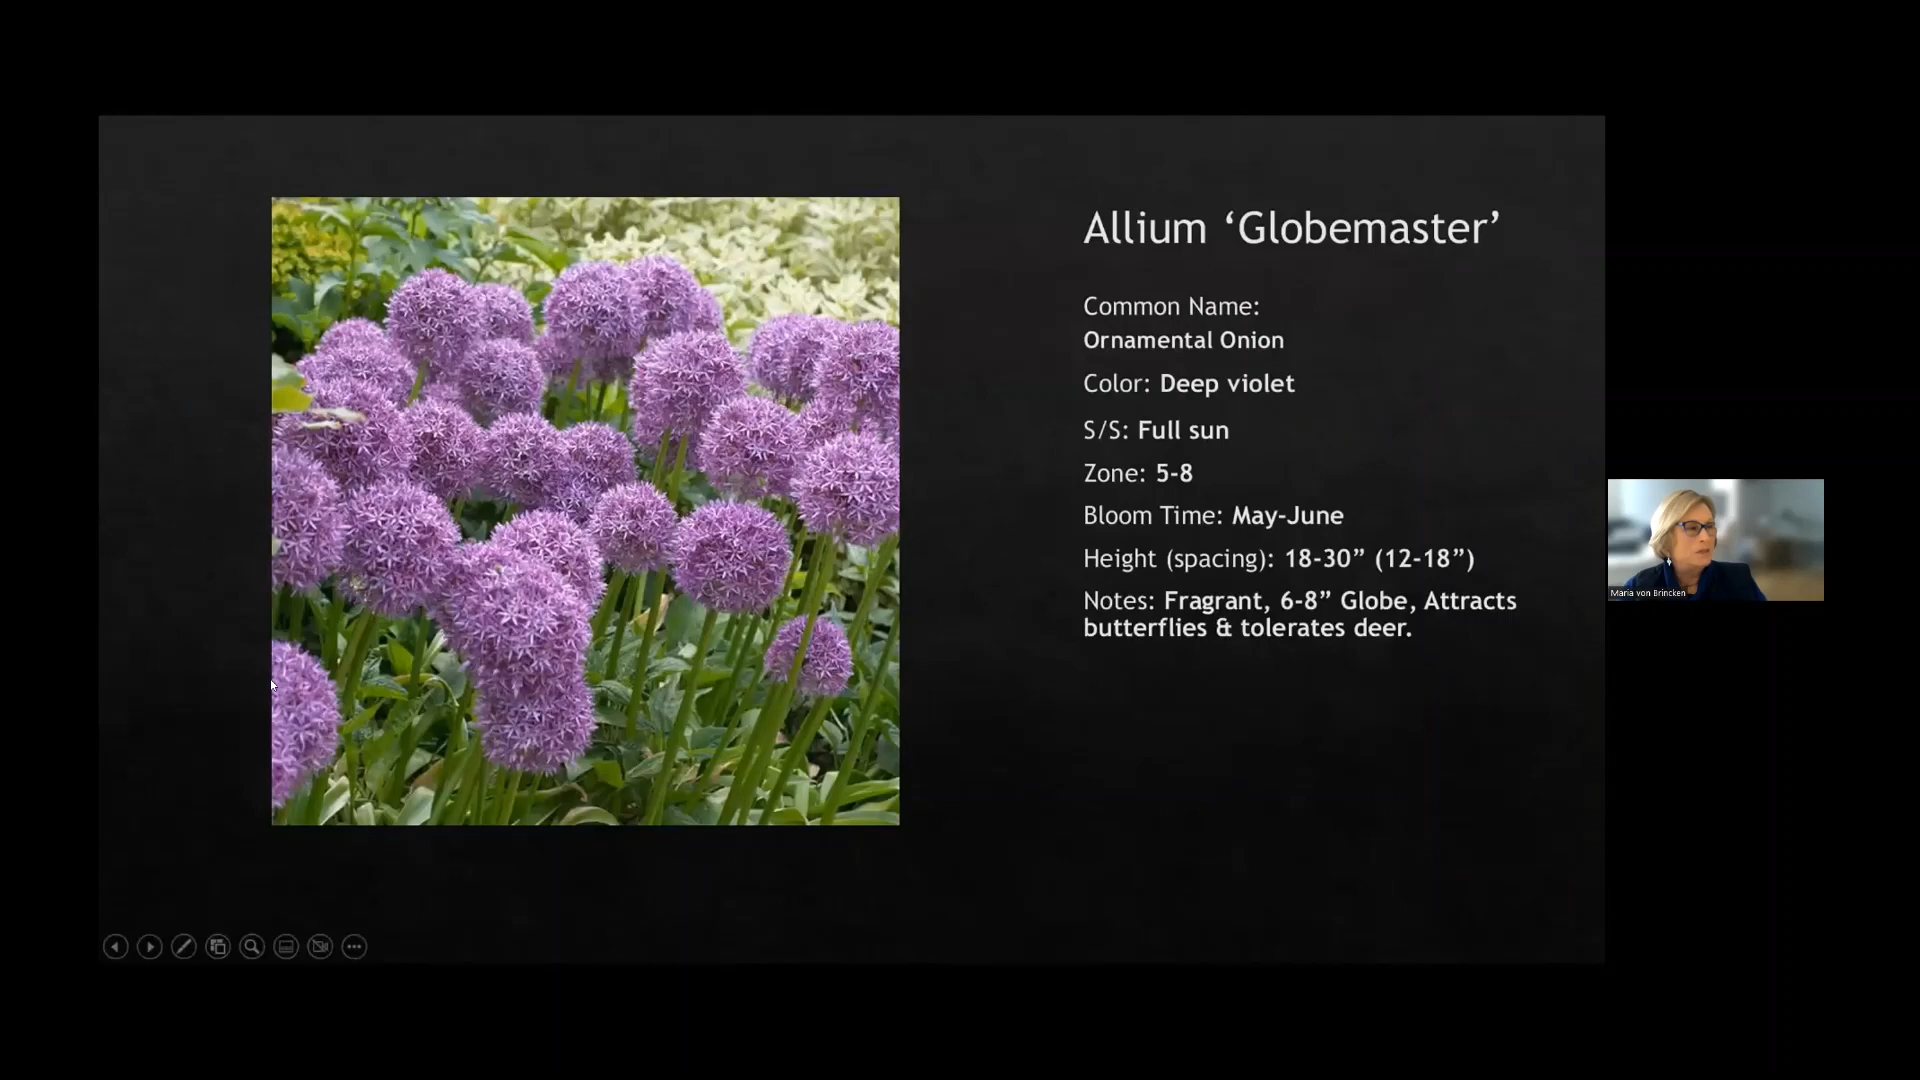 Allium ‘Globemaster’
Common Name:
Ornamental Onion
Color: Deep violet
S/S: Full sun
Zone: 5-8
Bloom Time: May-June
Height (spacing): 18-30” (12-18”)
Notes: Fragrant, 6-8” Globe, Attracts
butterflies & tolerates deer.
Maria von Brincken